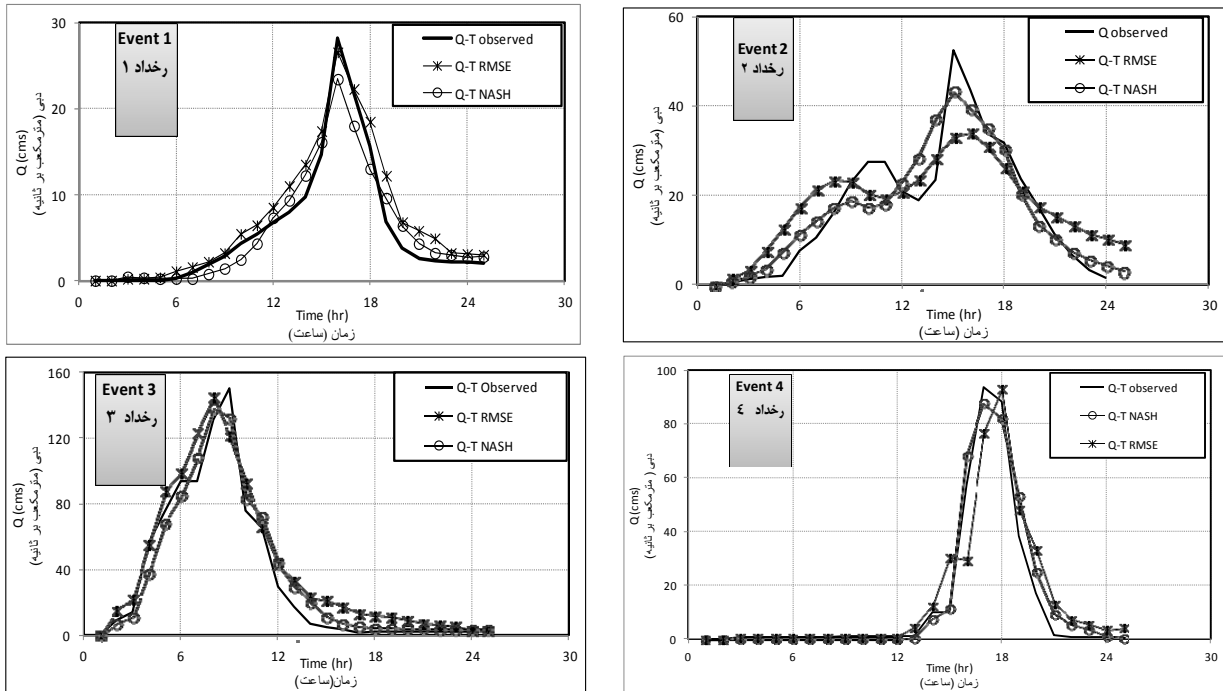 Event 1
رخداد ۱
Q-T observed
Q-T RMSE
Q-T NASH
Q (cms)
دبی (مترمکعب بر ثانیه)
30
20
10
0
0 6 12 18 24 30
Time (hr)
زمان (ساعت)
Event 2
رخداد ۲
Q observed
Q-T RMSE
Q-T NASH
Q (cms)
دبی (مترمکعب بر ثانیه)
60
40
20
0
0 6 12 18 24 30
Time (hr)
زمان (ساعت)
Event 3
رخداد ۳
Q-T Observed
Q-T RMSE
Q-T NASH
Q (cms)
دبی (مترمکعب بر ثانیه)
160
120
80
40
0
0 6 12 18 24 30
Time (hr)
زمان(ساعت)
Event 4
رخداد ٤
Q-T observed
Q-T NASH
Q-T RMSE
Q (cms)
دبی (مترمکعب بر ثانیه)
100
80
60
40
20
0
0 6 12 18 24 30
Time (hr)
زمان (ساعت)